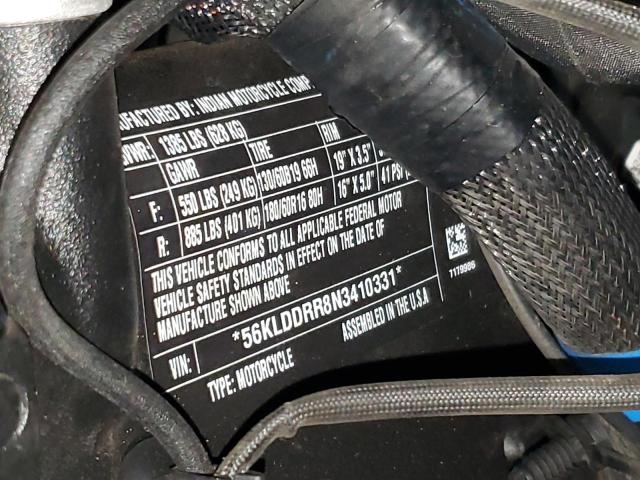 MANUFACTURED BY: INDIAN MOTORCYCLE COMP
GVWR: 1385 LBS (628 KG)
GAWR TIRE RIM
F: 550 LBS (249 KG) 130/60B19 66H 19" X 3.5"
R: 885 LBS (401 KG) 180/60R16 80H 16" X 5.0" 41 PSI
THIS VEHICLE CONFORMS TO ALL APPLICABLE FEDERAL MOTOR
VEHICLE SAFETY STANDARDS IN EFFECT ON THE DATE OF
MANUFACTURE SHOWN ABOVE
VIN: *56KLDDRR8N3410331*
TYPE: MOTORCYCLE ASSEMBLED IN THE U.S.A
7179986